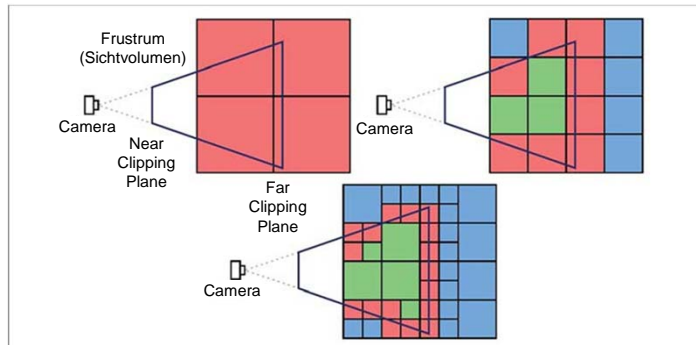 Frustrum
(Sichtvolumen)
Camera
Near
Clipping
Plane
Far
Clipping
Plane
Camera
Camera